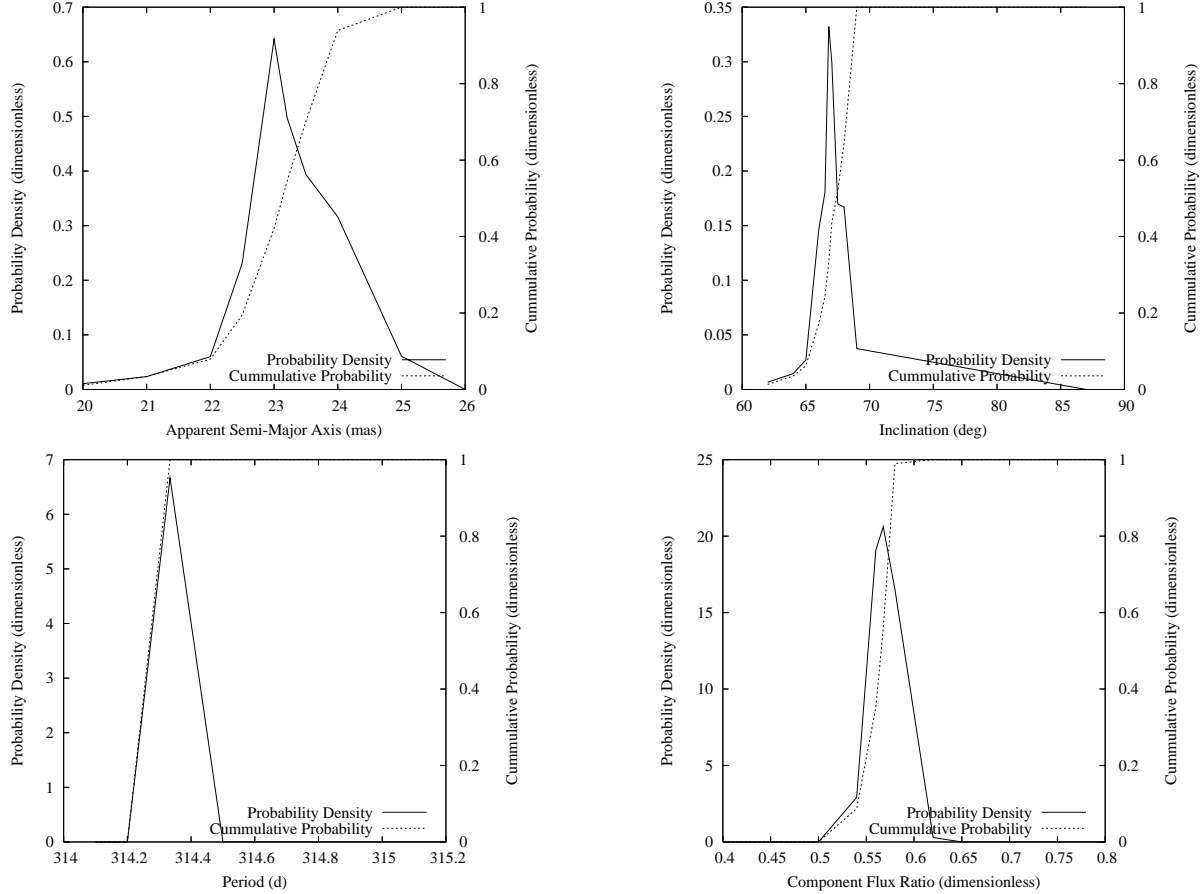 0.7
0.6
0.5
0.4
0.3
0.2
0.1
0
20 21 22 23 24 25 26
1
0.8
0.6
0.4
0.2
0
Probability Density (dimensionless)
Cummulative Probability (dimensionless)
Apparent Semi-Major Axis (mas)
Probability Density
Cummulative Probability
0.35
0.3
0.25
0.2
0.15
0.1
0.05
0
60 65 70 75 80 85 90
1
0.8
0.6
0.4
0.2
0
Probability Density (dimensionless)
Cummulative Probability (dimensionless)
Inclination (deg)
Probability Density
Cummulative Probability
7
6
5
4
3
2
1
0
314 314.2 314.4 314.6 314.8 315 315.2
1
0.8
0.6
0.4
0.2
0
Probability Density (dimensionless)
Cummulative Probability (dimensionless)
Period (d)
Probability Density
Cummulative Probability
25
20
15
10
5
0
0.4 0.45 0.5 0.55 0.6 0.65 0.7 0.75 0.8
1
0.8
0.6
0.4
0.2
0
Probability Density (dimensionless)
Cummulative Probability (dimensionless)
Component Flux Ratio (dimensionless)
Probability Density
Cummulative Probability